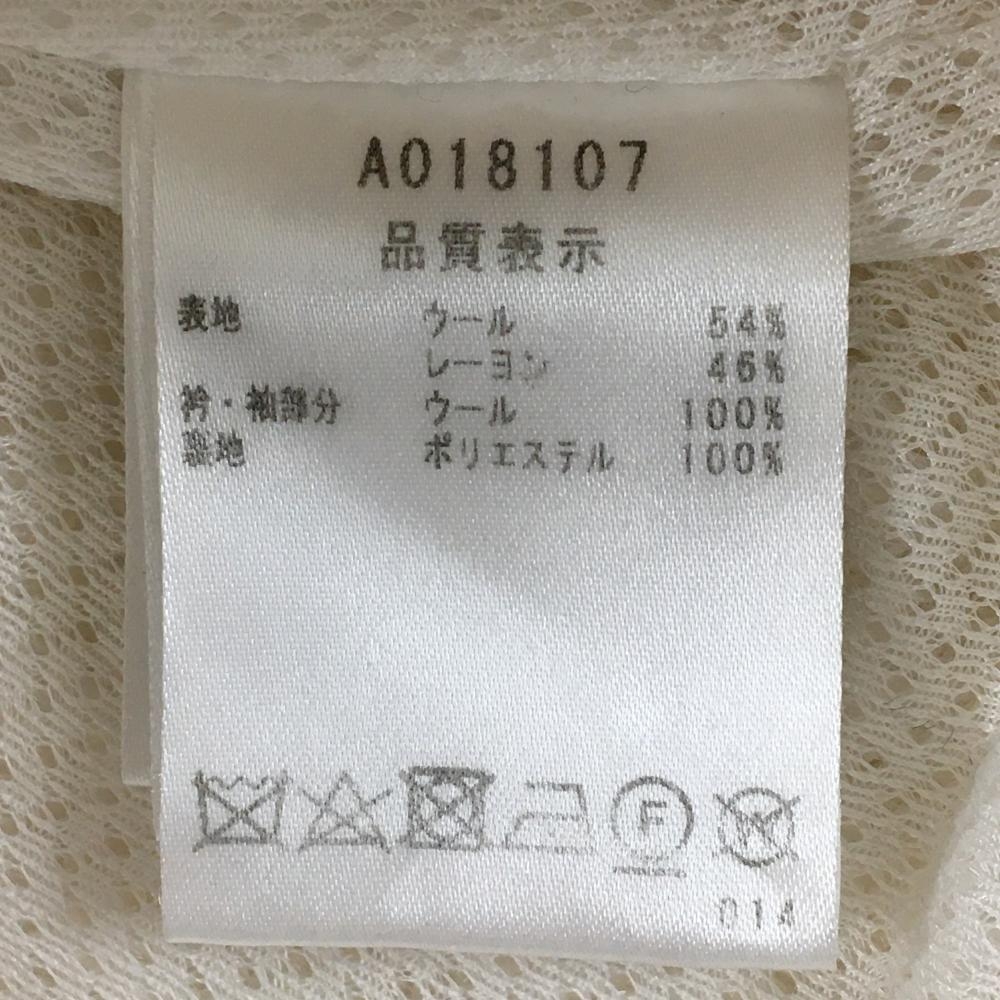 A018107
品質表示
表地 ウール 54%
レーヨン 46%
衿・袖部分 ウール 100%
裏地 ポリエステル 100%
F W
014